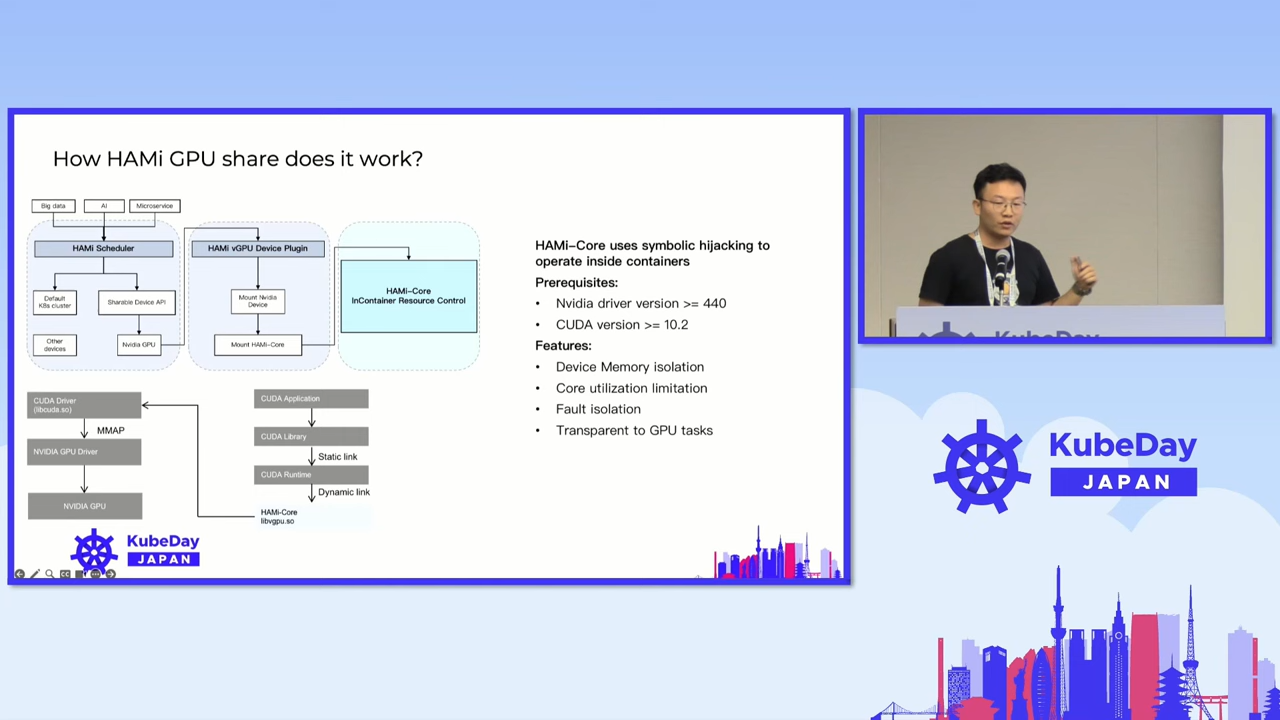 How HAMi GPU share does it work?
Big data
AI
Microservice
HAMi Scheduler
Default
K8s cluster
Sharable Device API
Other
devices
Nvidia GPU
HAMi vGPU Device Plugin
Mount Nvidia
Device
Mount HAMi-Core
HAMi-Core
InContainer Resource Control
CUDA Driver
(libcuda.so)
MMAP
NVIDIA GPU Driver
NVIDIA GPU
CUDA Application
CUDA Library
Static link
CUDA Runtime
Dynamic link
HAMi-Core
libvgpu.so
HAMi-Core uses symbolic hijacking to
operate inside containers
Prerequisites:
• Nvidia driver version >= 440
• CUDA version >= 10.2
Features:
• Device Memory isolation
• Core utilization limitation
• Fault isolation
• Transparent to GPU tasks
KubeDay
JAPAN
KubeDay
KubeDay
JAPAN